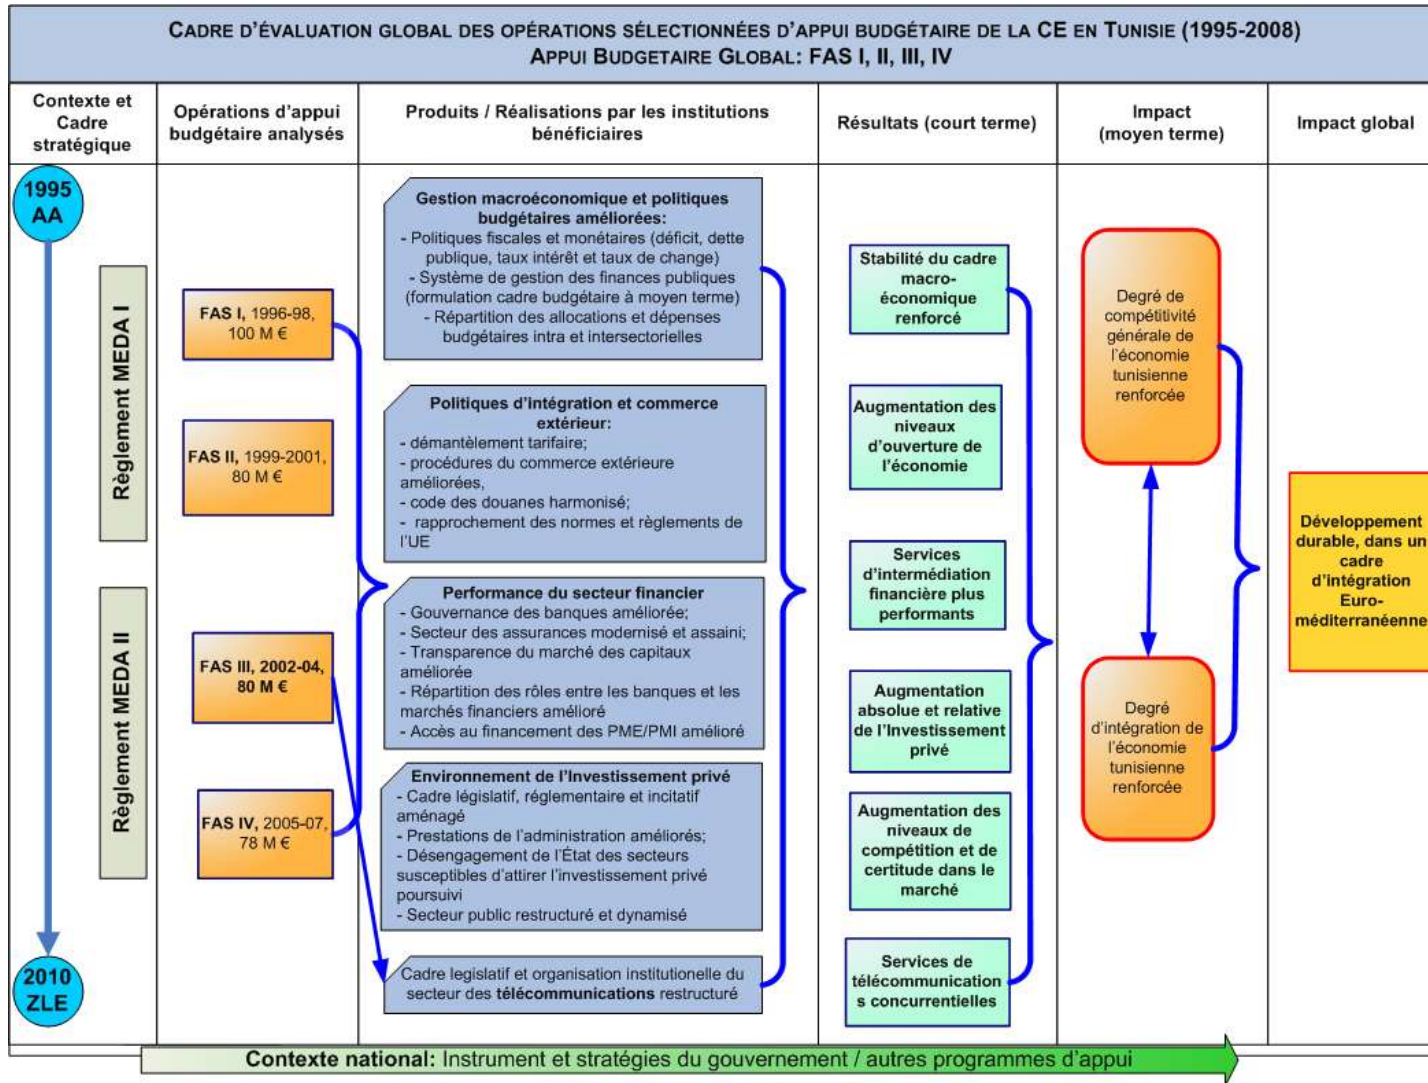 CADRE D'ÉVALUATION GLOBAL DES OPÉRATIONS SÉLECTIONNÉES D'APPUI BUDGÉTAIRE DE LA CE EN TUNISIE (1995-2008)
APPUI BUDGETAIRE GLOBAL: FAS I, II, III, IV
Contexte et
Cadre
stratégique
Opérations d'appui
budgétaire analysés
Produits / Réalisations par les institutions
bénéficiaires
Résultats (court terme)
Impact
(moyen terme)
Impact global
1995
AA
2010
ZLE
Règlement MEDA I
Règlement MEDA II
FAS I, 1996-98,
100 M €
FAS II, 1999-2001,
80 M €
FAS III, 2002-04,
80 M €
FAS IV, 2005-07,
78 M €
Gestion macroéconomique et politiques
budgétaires améliorées:
- Politiques fiscales et monétaires (déficit, dette
publique, taux intérêt et taux de change)
- Système de gestion des finances publiques
(formulation cadre budgétaire à moyen terme)
- Répartition des allocations et dépenses
budgétaires intra et intersectorielles
Politiques d'intégration et commerce
extérieur:
- démantèlement tarifaire;
- procédures du commerce extérieure
améliorées,
- code des douanes harmonisé;
- rapprochement des normes et règlements de
l'UE
Performance du secteur financier
- Gouvernance des banques améliorée;
- Secteur des assurances modernisé et assaini;
- Transparence du marché des capitaux
améliorée
- Répartition des rôles entre les banques et les
marchés financiers amélioré
- Accès au financement des PME/PMI amélioré
Environnement de l'Investissement privé
- Cadre législatif, réglementaire et incitatif
aménagé
- Prestations de l'administration améliorés;
- Désengagement de l'État des secteurs
susceptibles d'attirer l'investissement privé
poursuivi
- Secteur public restructuré et dynamisé
Cadre legislatif et organisation institutionelle du
secteur des télécommunications restructuré
Stabilité du cadre
macro-
économique
renforcé
Augmentation des
niveaux
d'ouverture de
l'économie
Services
d'intermédiation
financière plus
performants
Augmentation
absolue et relative
de l'Investissement
privé
Augmentation des
niveaux de
compétition et de
certitude dans le
marché
Services de
télécommunication
s concurrentielles
Degré de
compétitivité
générale de
l'économie
tunisienne
renforcée
Degré
d'intégration de
l'économie
tunisienne
renforcée
Développement
durable, dans un
cadre
d'intégration
Euro-
méditerranéenne
Contexte national: Instrument et stratégies du gouvernement / autres programmes d'appui